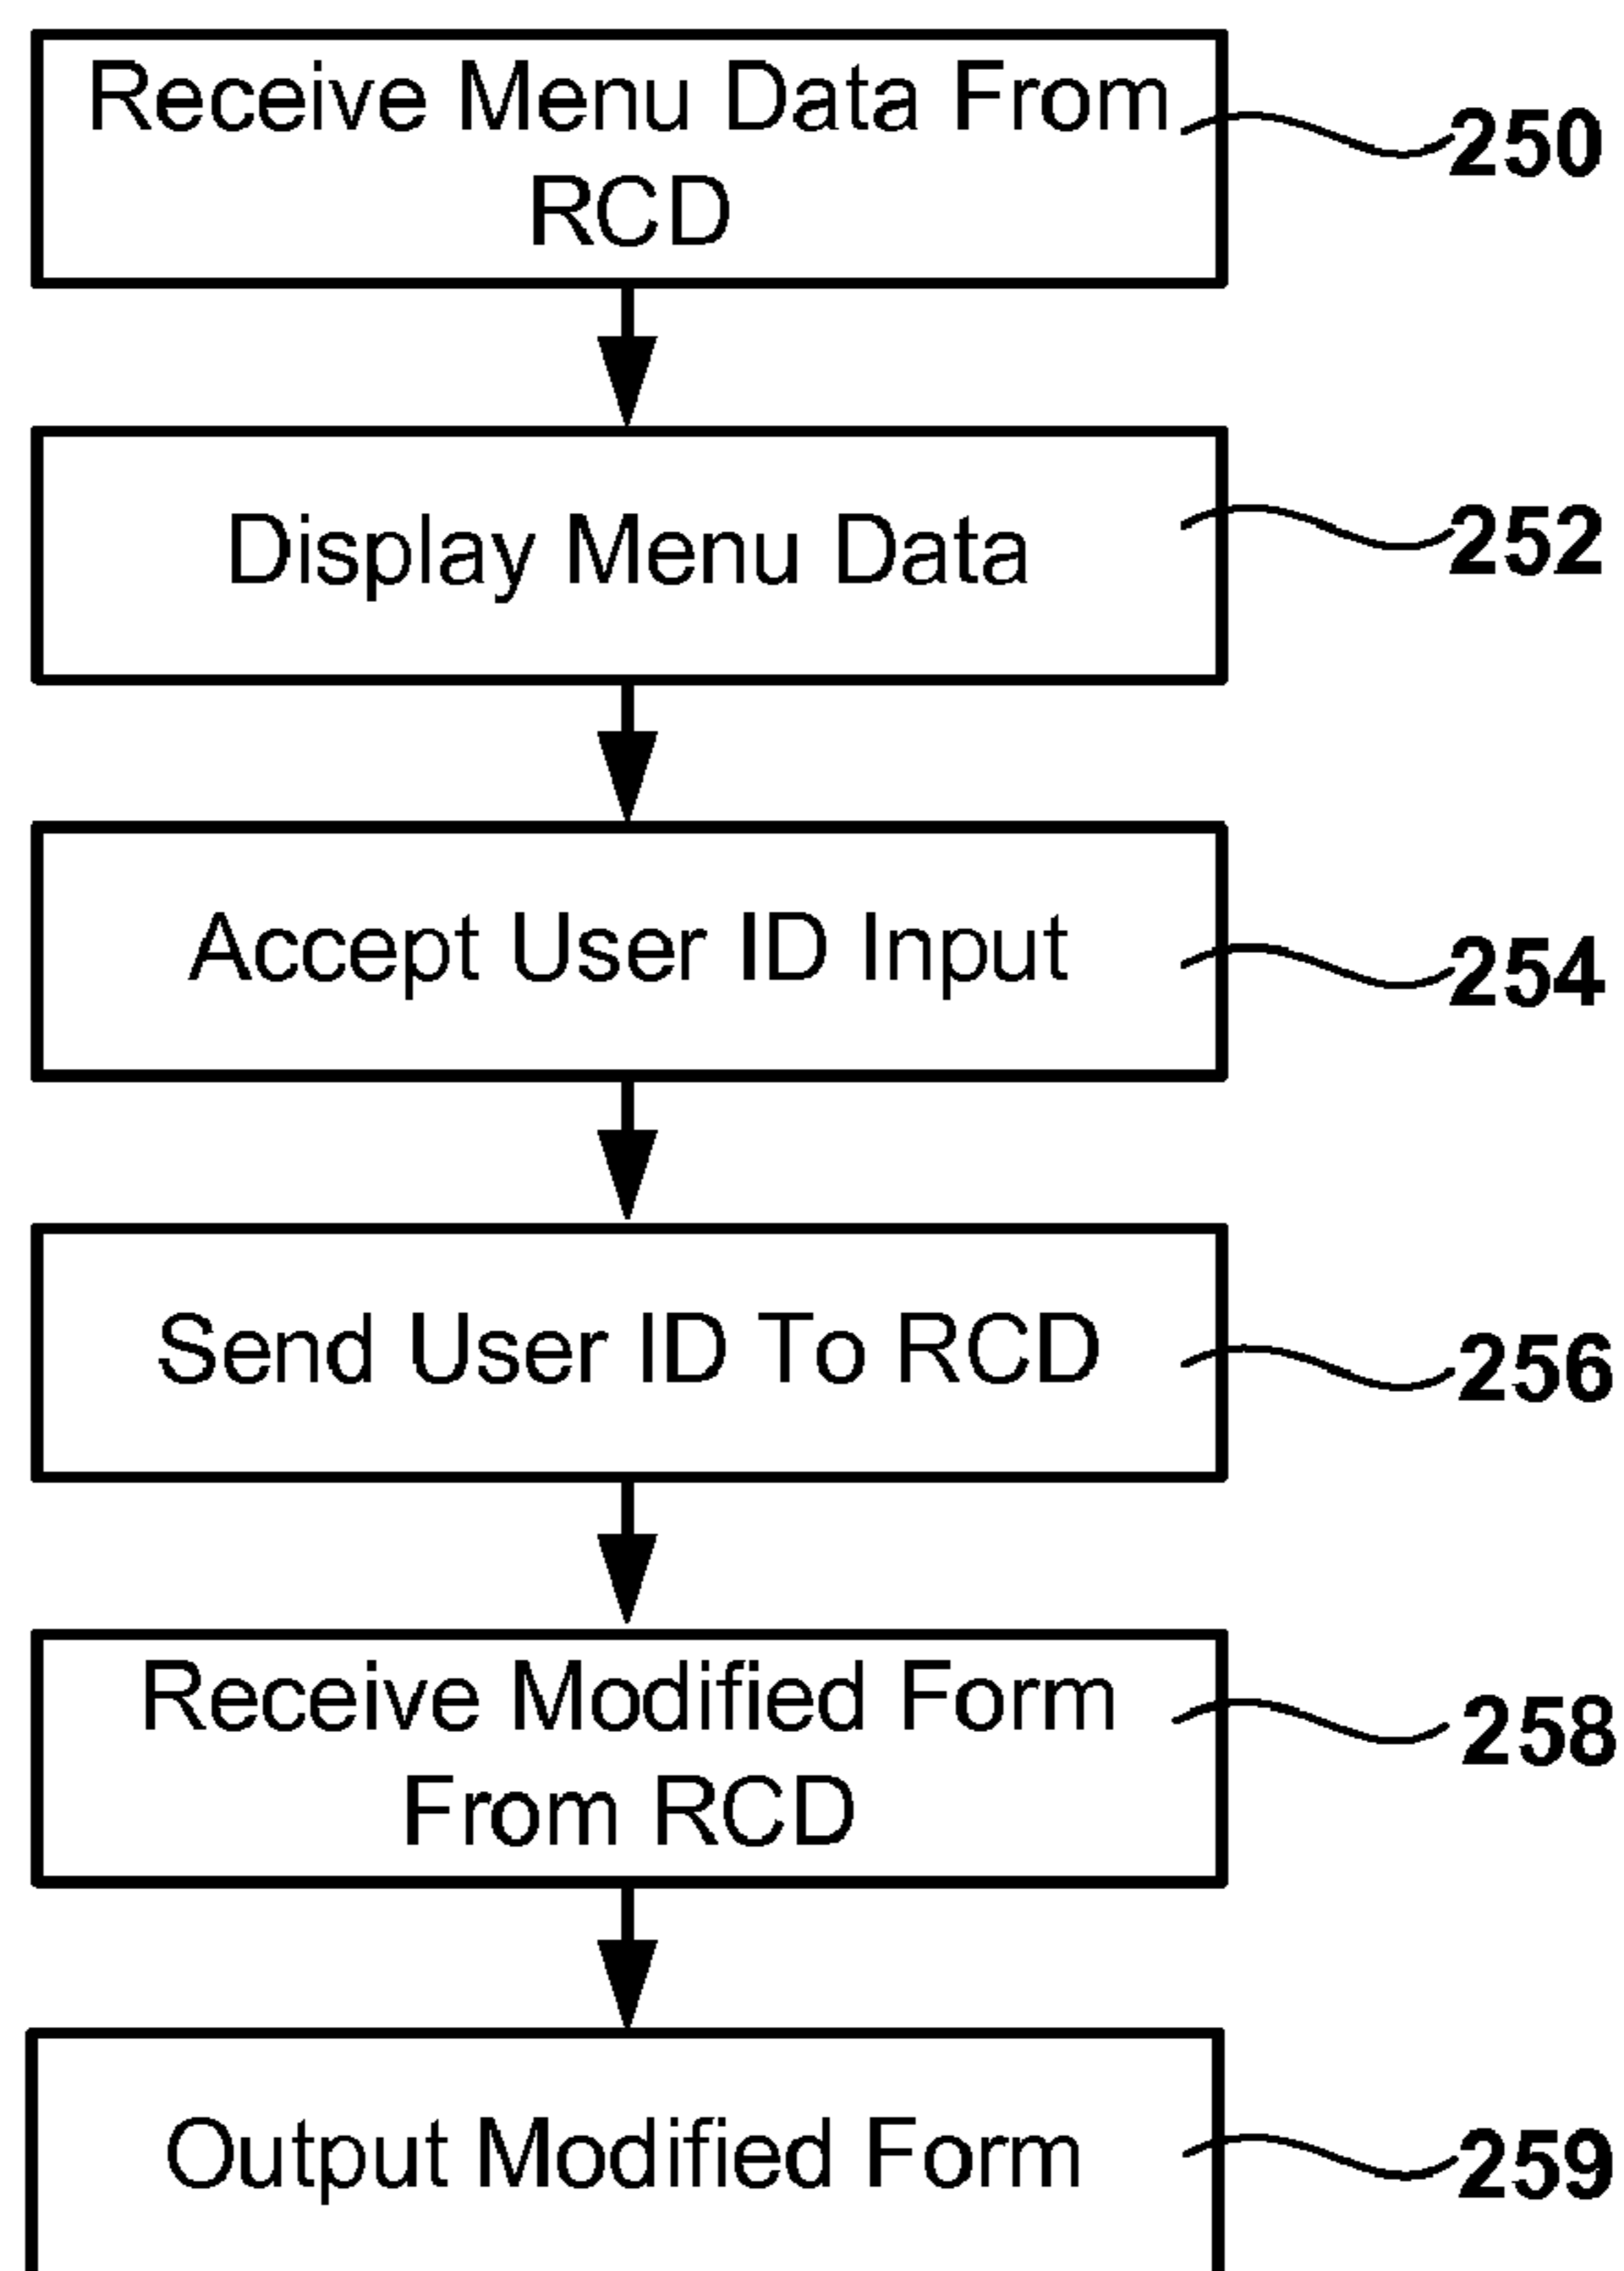 Receive Menu Data From
RCD
250
Display Menu Data
252
Accept User ID Input
254
Send User ID To RCD
256
Receive Modified Form
From RCD
258
Output Modified Form
259